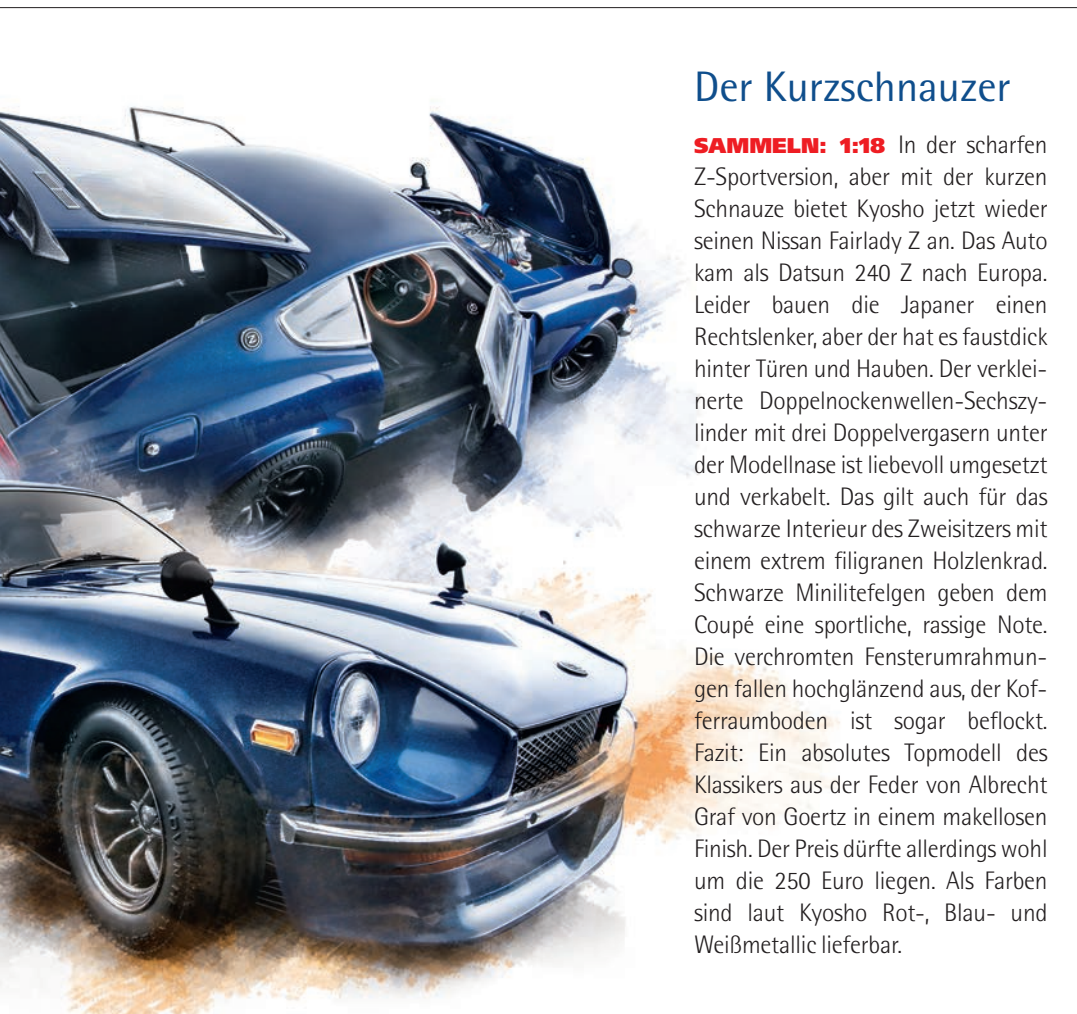 Der Kurzschnauzer
SAMMELN: 1:18 In der scharfen
Z-Sportversion, aber mit der kurzen
Schnauze bietet Kyosho jetzt wieder
seinen Nissan Fairlady Z an. Das Auto
kam als Datsun 240 Z nach Europa.
Leider bauen die Japaner einen
Rechtslenker, aber der hat es faustdick
hinter Türen und Hauben. Der verklei-
nerte Doppelnockenwellen-Sechszy-
linder mit drei Doppelvergasern unter
der Modellnase ist liebevoll umgesetzt
und verkabelt. Das gilt auch für das
schwarze Interieur des Zweisitzers mit
einem extrem filigranen Holzlenkrad.
Schwarze Minilitefelgen geben dem
Coupé eine sportliche, rassige Note.
Die verchromten Fensterumrahmun-
gen fallen hochglänzend aus, der Kof-
ferraumboden ist sogar beflockt.
Fazit: Ein absolutes Topmodell des
Klassikers aus der Feder von Albrecht
Graf von Goertz in einem makellosen
Finish. Der Preis dürfte allerdings wohl
um die 250 Euro liegen. Als Farben
sind laut Kyosho Rot-, Blau- und
Weißmetallic lieferbar.
Z
ADVAN
Z
ADVAN